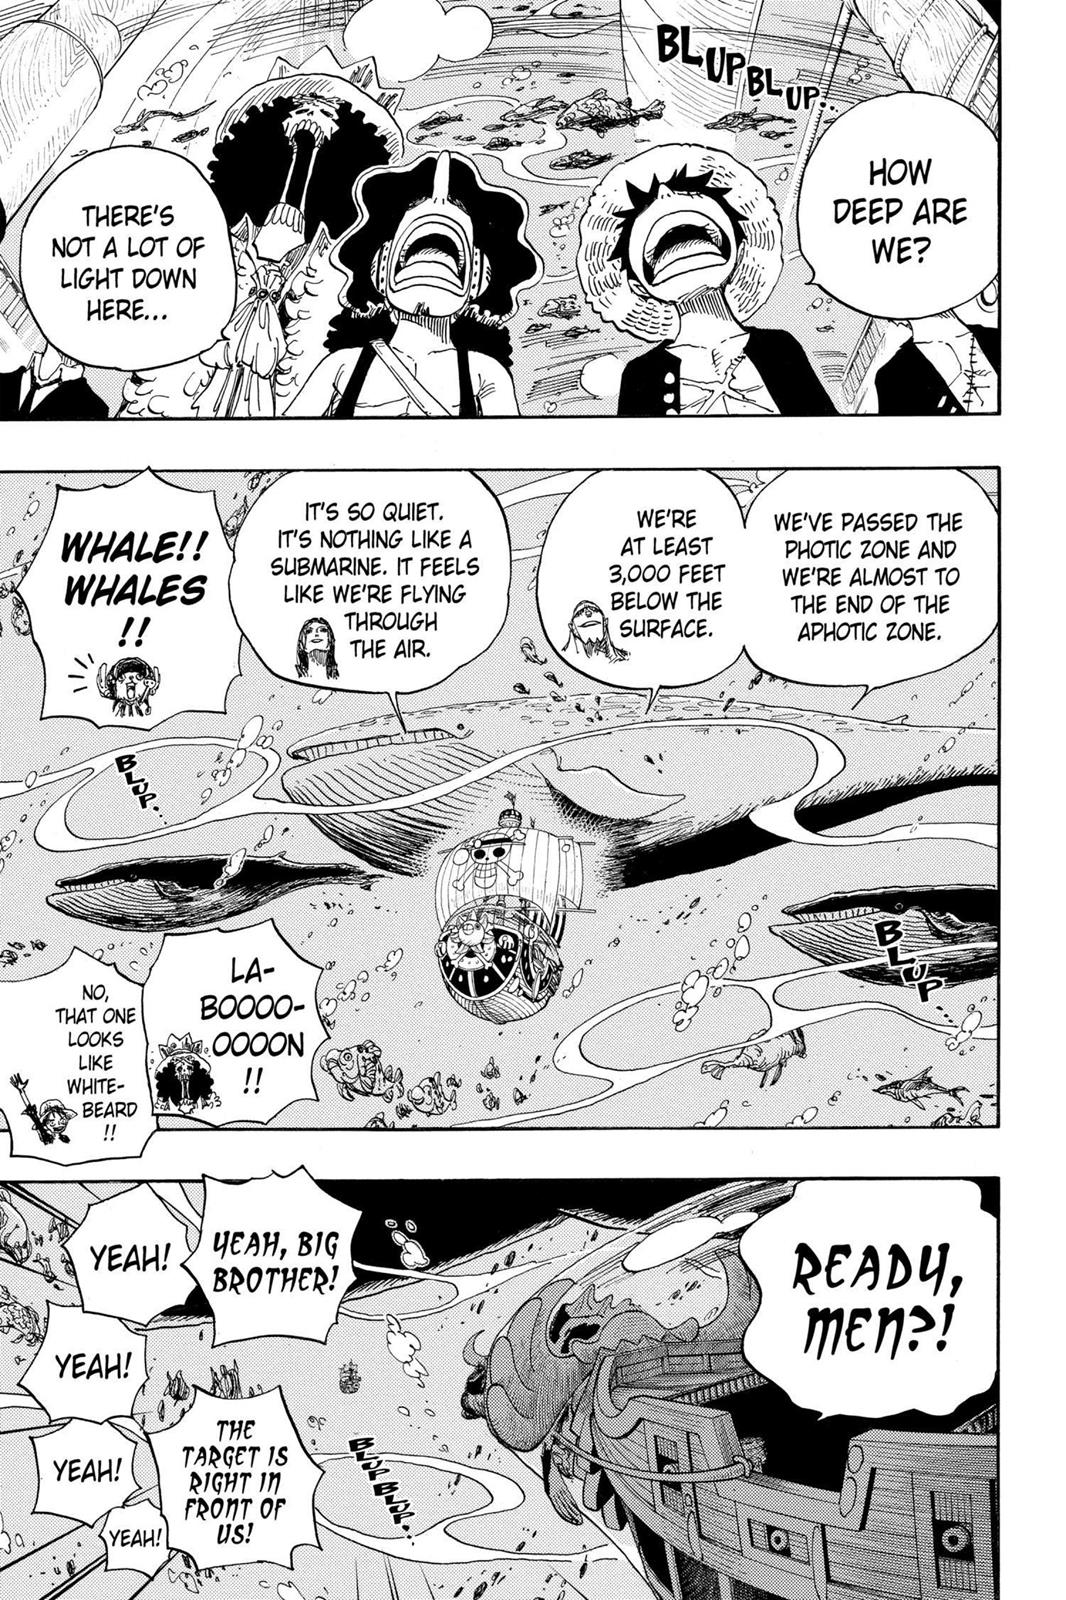 BLUP BLUP...
HOW
DEEP ARE
WE?
THERE'S
NOT A LOT OF
LIGHT DOWN
HERE...
WE'VE PASSED THE
PHOTIC ZONE AND
WE'RE ALMOST TO
THE END OF THE
APHOTIC ZONE.
WE'RE
AT LEAST
3,000 FEET
BELOW THE
SURFACE.
IT'S SO QUIET.
IT'S NOTHING LIKE A
SUBMARINE. IT FEELS
LIKE WE'RE FLYING
THROUGH
THE AIR.
WHALE!!
WHALES
!!
BLUP...
BLUP...
LA-
BOOOO-
OOOON
!!
NO,
THAT ONE
LOOKS
LIKE
WHITE-
BEARD
!!
READY,
MEN?!
YEAH, BIG
BROTHER!
YEAH!
YEAH!
THE
TARGET IS
RIGHT IN
FRONT OF
US!
YEAH!
YEAH!
BLUP BLUP...